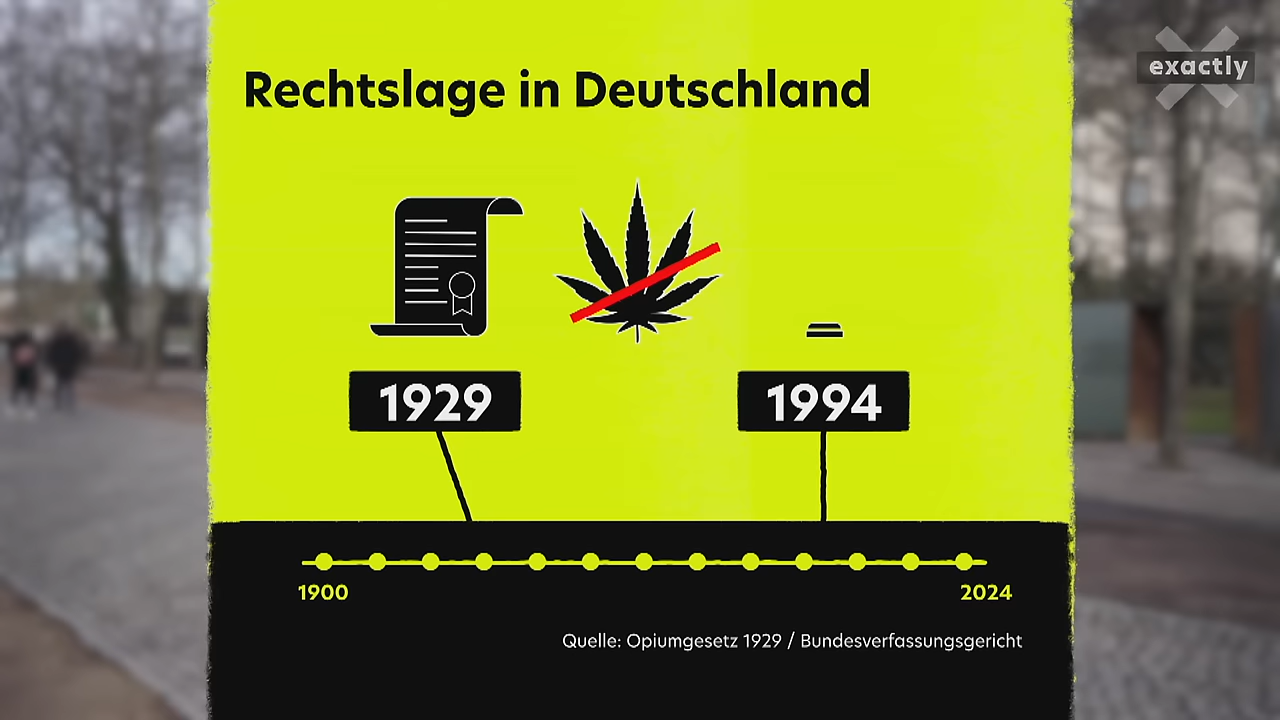 Rechtslage in Deutschland
exactly
1929
1994
1900
2024
Quelle: Opiumgesetz 1929 / Bundesverfassungsgericht